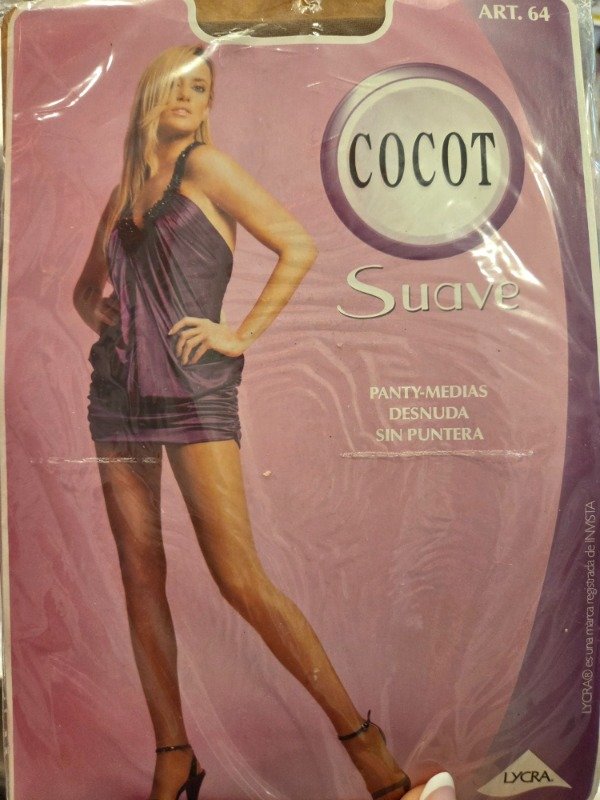 ART. 64
COCOT
Suave
PANTY-MEDIAS
DESNUDA
SIN PUNTERA
LYCRA® es una marca registrada de INVISTA
LYCRA.